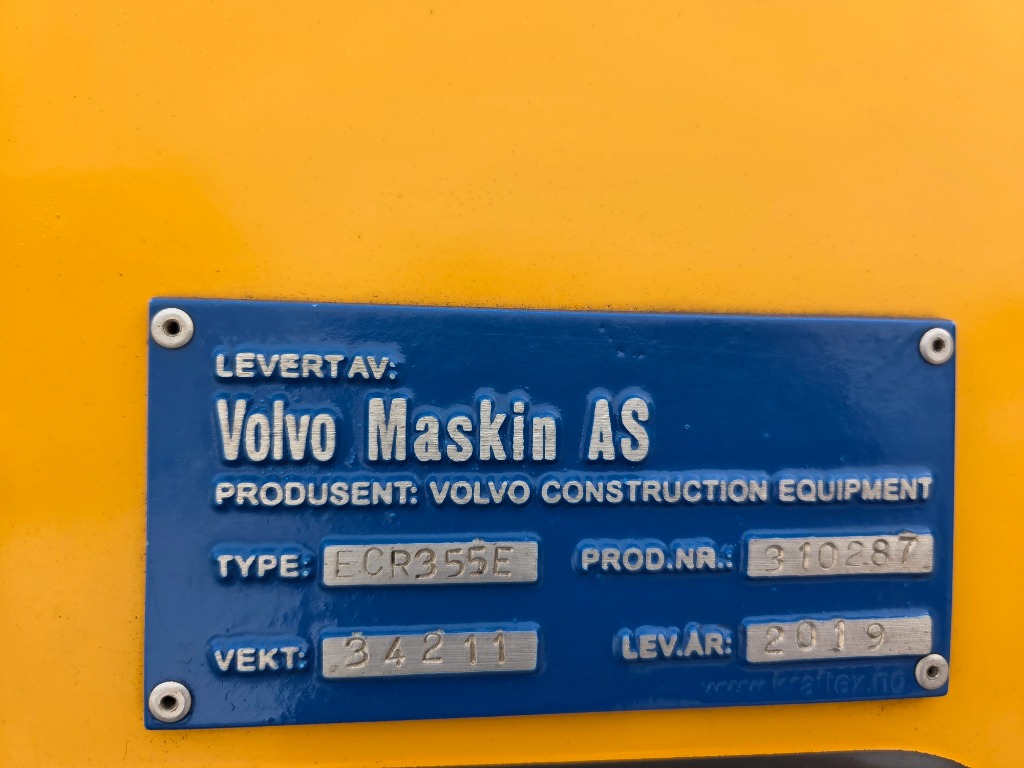 LEVERT AV:
Volvo Maskin AS
PRODUSENT: VOLVO CONSTRUCTION EQUIPMENT
TYPE: ECR355E PROD.NR.: 310287
VEKT: 34211 LEV.ÅR: 2019